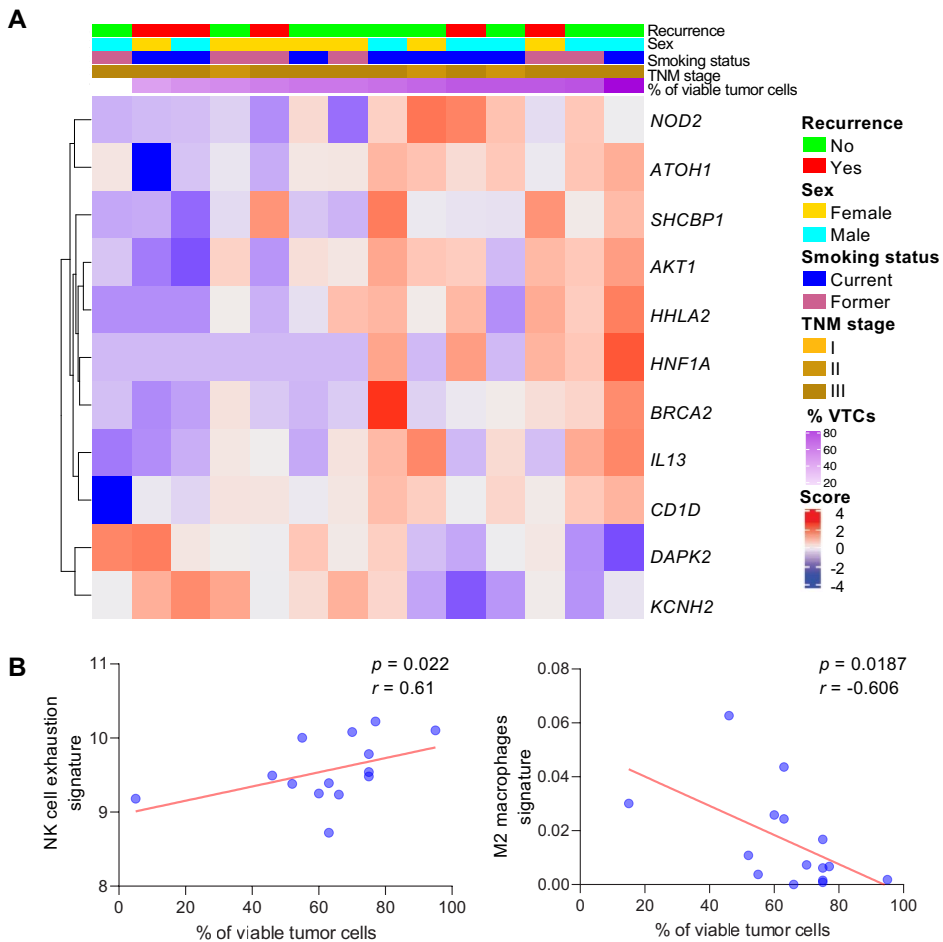 A
Recurrence
Sex
Smoking status
TNM stage
% of viable tumor cells
NOD2
ATOH1
SHCBP1
AKT1
HHLA2
HNF1A
BRCA2
IL13
CD1D
DAPK2
KCNH2
Recurrence
No
Yes
Sex
Female
Male
Smoking status
Current
Former
TNM stage
I
II
III
% VTCs
80
60
40
20
Score
4
2
0
-2
-4
B
NK cell exhaustion
signature
11
10
9
8
p = 0.022
r = 0.61
0 20 40 60 80 100
% of viable tumor cells
M2 macrophages
signature
0.08
0.06
0.04
0.02
0.00
p = 0.0187
r = -0.606
0 20 40 60 80 100
% of viable tumor cells